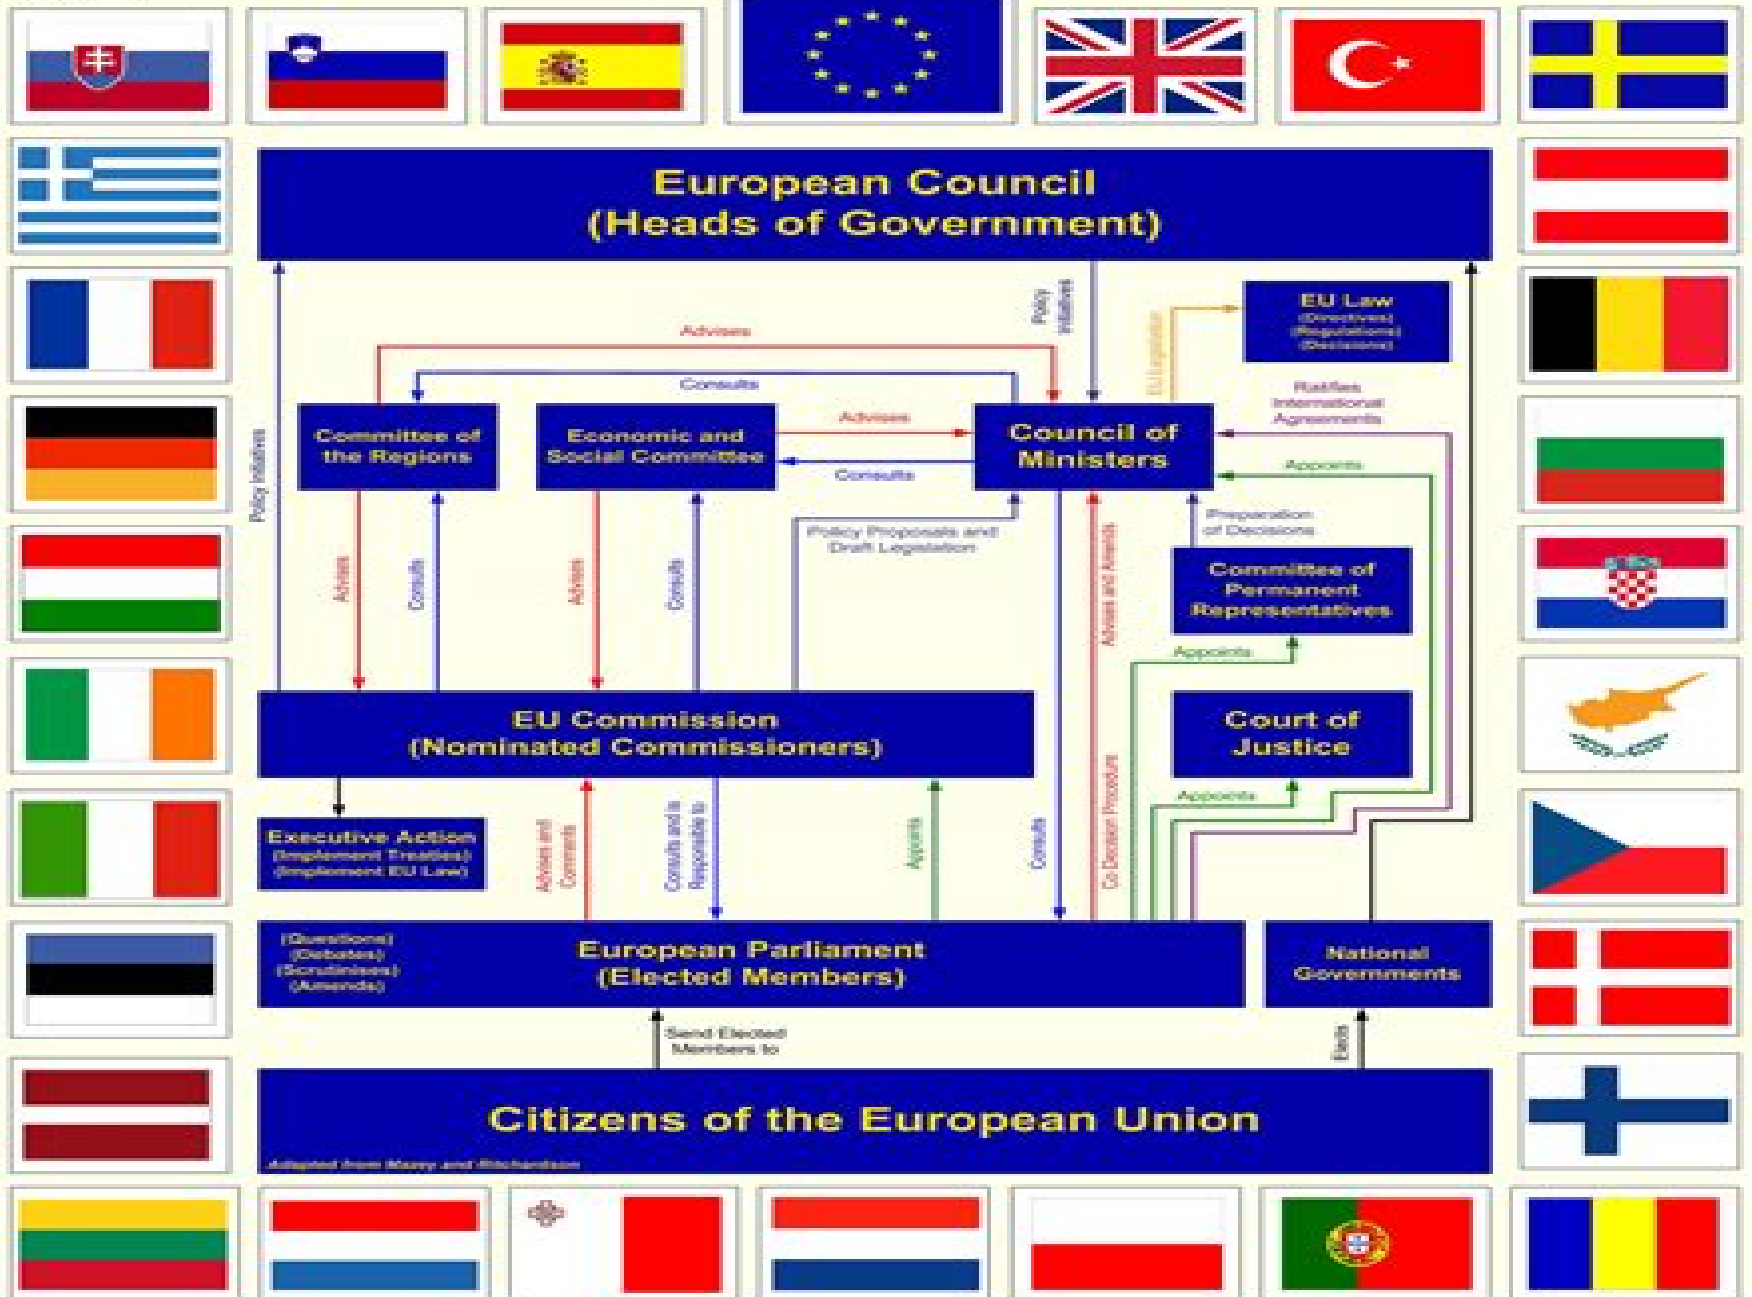 European Council
(Heads of Government)
Policy
Initiatives
EU Law
(Directives)
(Regulations)
(Decisions)
EU Legislation
Advises
Consults
Ratifies
International
Agreements
Committee of
the Regions
Economic and
Social Committee
Advises
Consults
Council of
Ministers
Appoints
Policy Initiatives
Policy Proposals and
Draft Legislation
Preparation
of Decisions
Advises
Consults
Advises
Consults
Advises and Amends
Committee of
Permanent
Representatives
Appoints
EU Commission
(Nominated Commissioners)
Court of
Justice
Appoints
Executive Action
(Implement Treaties)
(Implement EU Law)
Advises and
Comments
Consults and is
Responsible to
Appoints
Consults
Co Decision Procedure
(Questions)
(Debates)
(Scrutinises)
(Amends)
European Parliament
(Elected Members)
National
Governments
Send Elected
Members to
Elects
Citizens of the European Union
Adapted from Mazey and Ritchardson